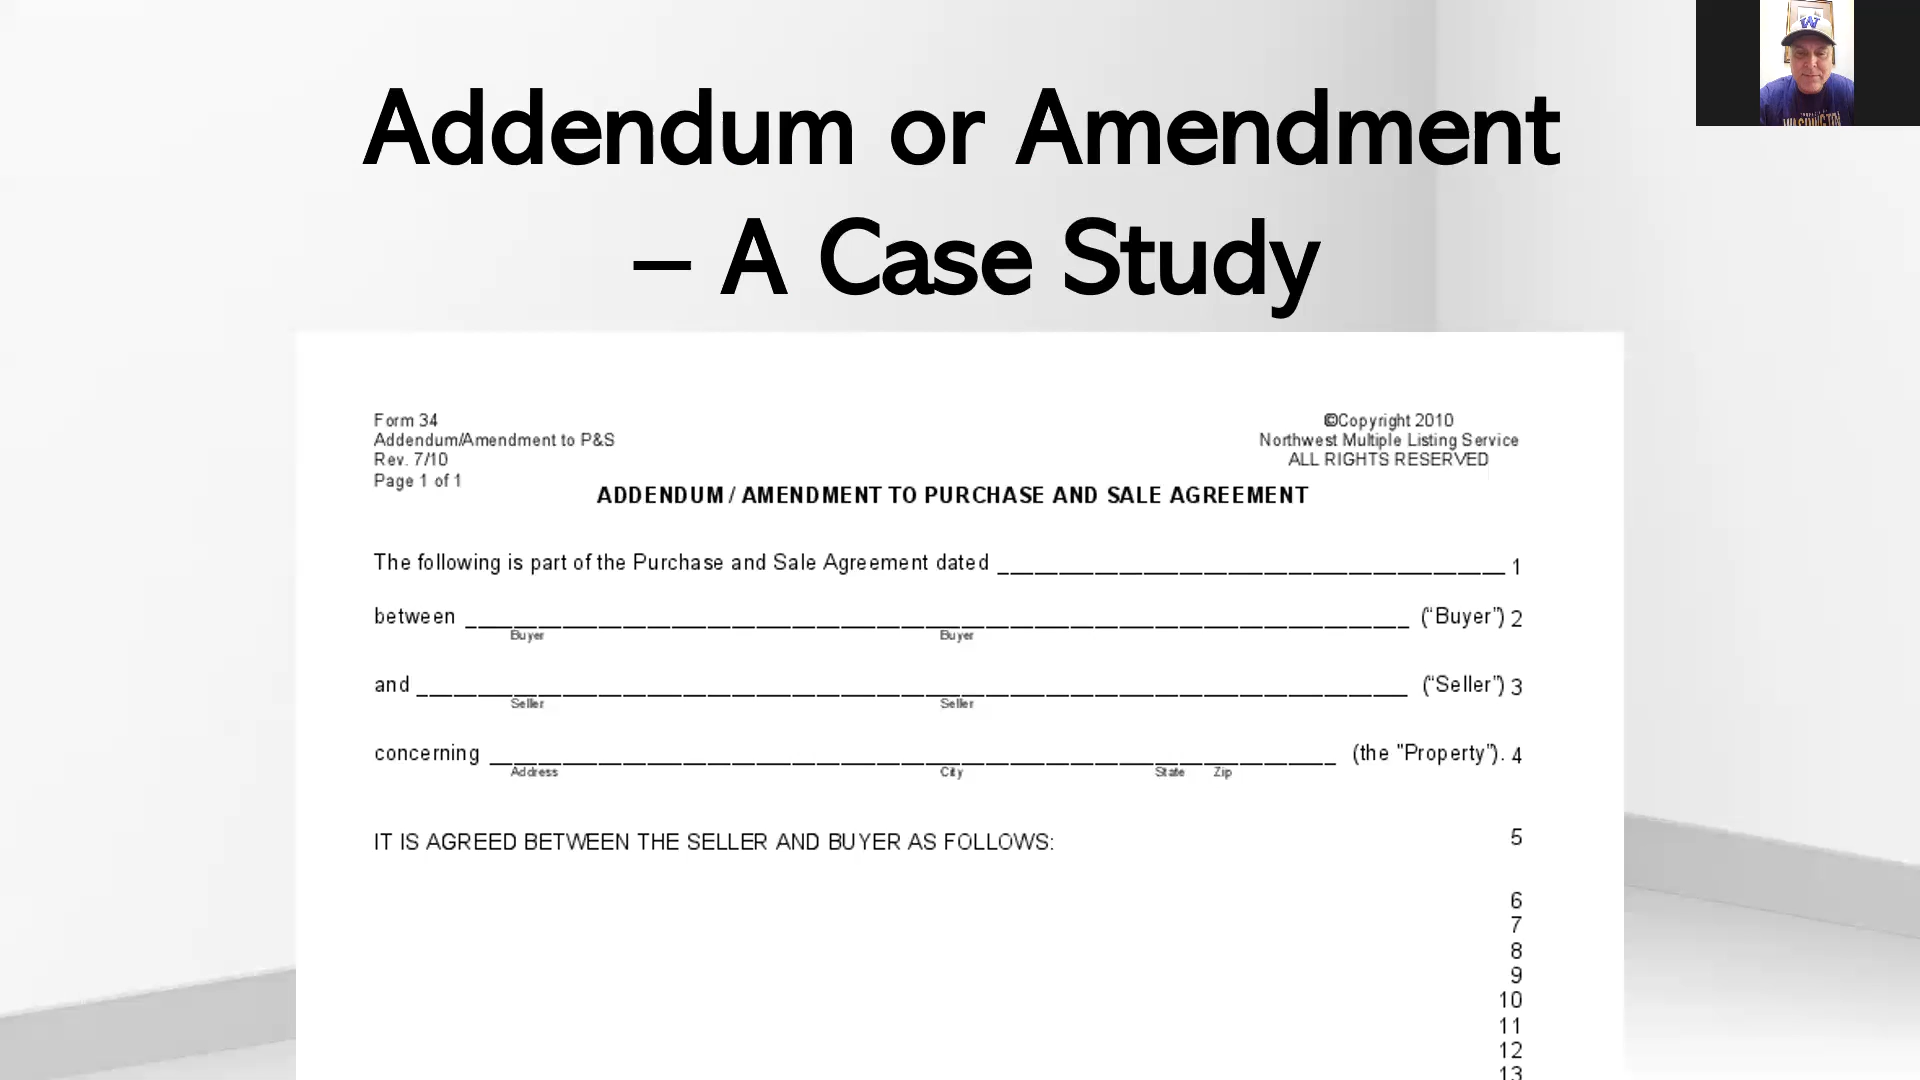 Addendum or Amendment
– A Case Study
W
WASHINGTON
Form 34
Addendum/Amendment to P&S
Rev. 7/10
Page 1 of 1
©Copyright 2010
Northwest Multiple Listing Service
ALL RIGHTS RESERVED
ADDENDUM / AMENDMENT TO PURCHASE AND SALE AGREEMENT
The following is part of the Purchase and Sale Agreement dated 1
between (“Buyer”) 2
Buyer Buyer
and (“Seller”) 3
Seller Seller
concerning (the "Property"). 4
Address City State Zip
IT IS AGREED BETWEEN THE SELLER AND BUYER AS FOLLOWS: 5
6
7
8
9
10
11
12
13